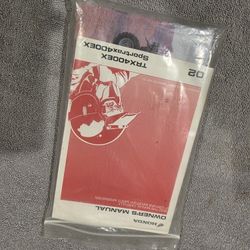 02
TRX400EX
Sportrax400EX
HONDA
OWNER'S MANUAL